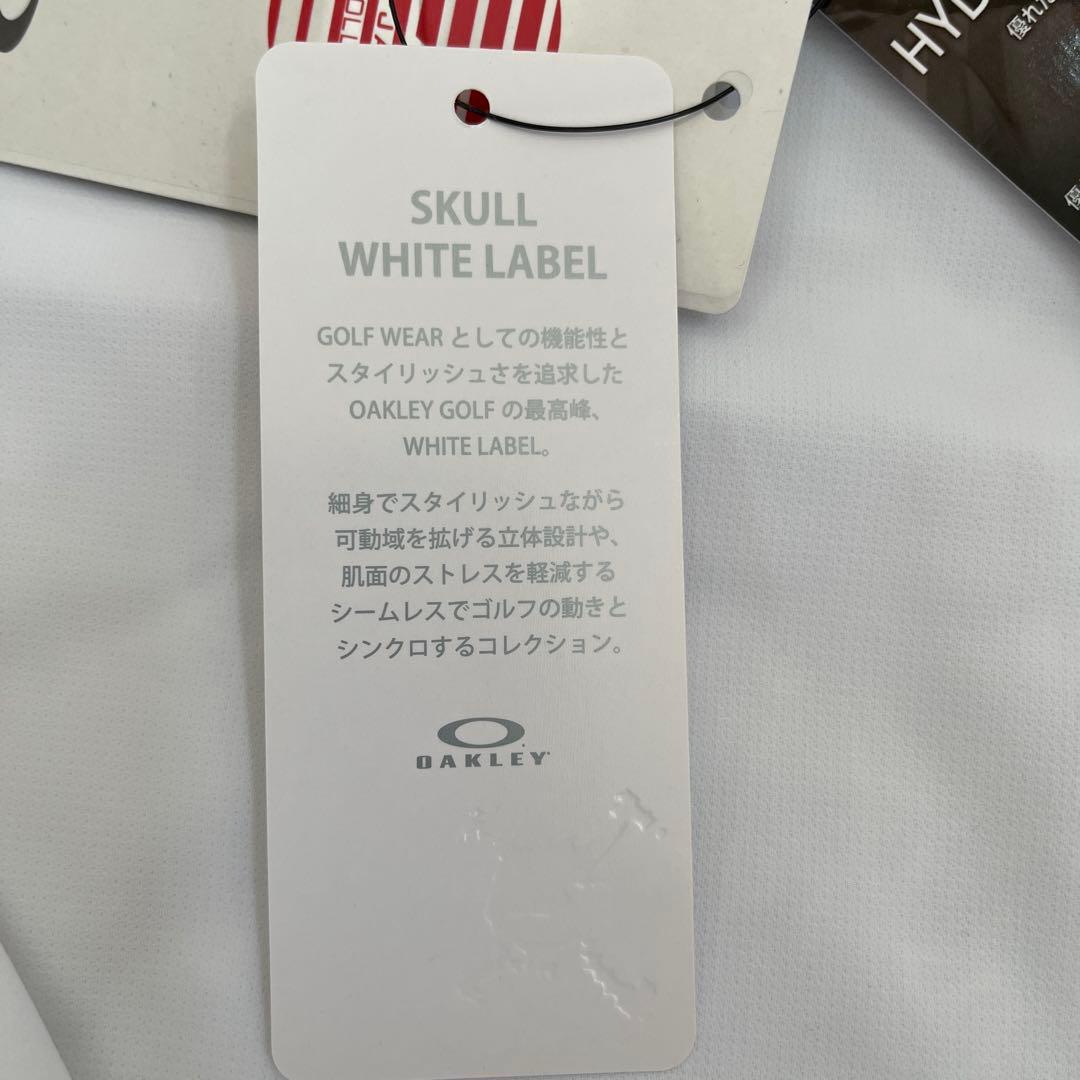 SKULL
WHITE LABEL
GOLF WEAR としての機能性と
スタイリッシュさを追求した
OAKLEY GOLF の最高峰、
WHITE LABEL。
細身でスタイリッシュながら
可動域を拡げる立体設計や、
肌面のストレスを軽減する
シームレスでゴルフの動きと
シンクロするコレクション。
OAKLEY
HYD
優れた
優